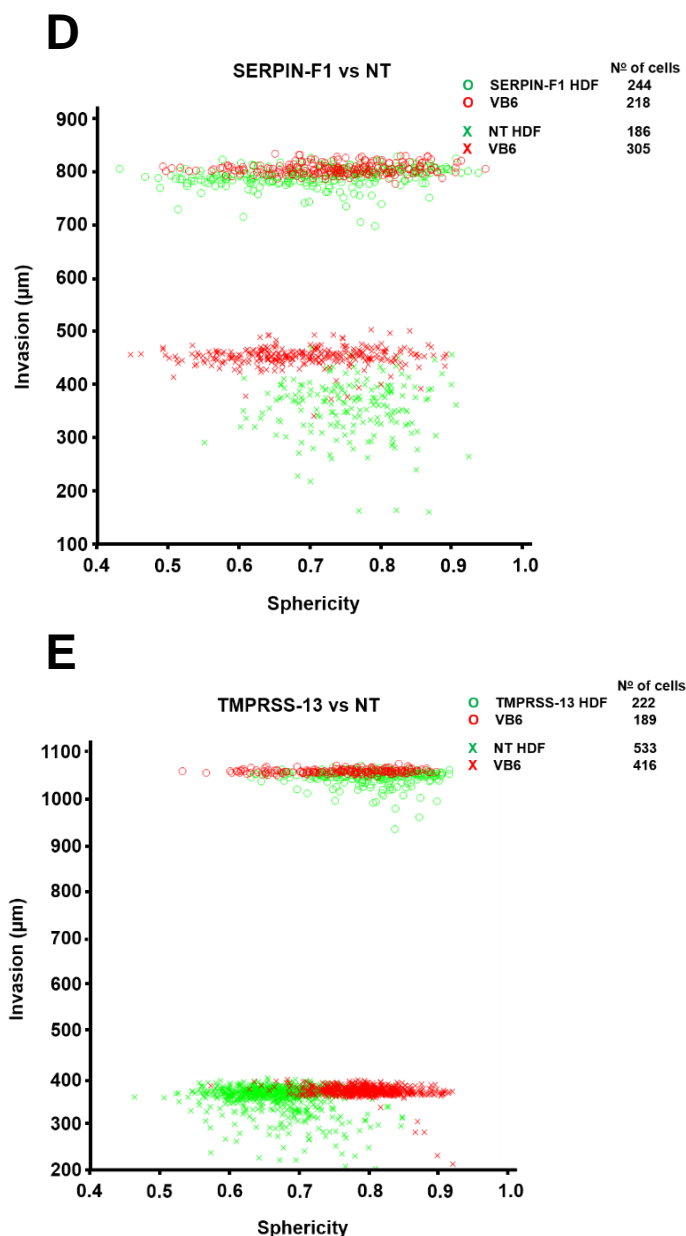 D
SERPIN-F1 vs NT
Nº of cells
O SERPIN-F1 HDF 244
O VB6 218
X NT HDF 186
X VB6 305
900
800
700
600
500
400
300
200
100
Invasion (µm)
0.4 0.5 0.6 0.7 0.8 0.9 1.0
Sphericity
E
TMPRSS-13 vs NT
Nº of cells
O TMPRSS-13 HDF 222
O VB6 189
X NT HDF 533
X VB6 416
1100
1000
900
800
700
600
500
400
300
200
Invasion (µm)
0.4 0.5 0.6 0.7 0.8 0.9 1.0
Sphericity